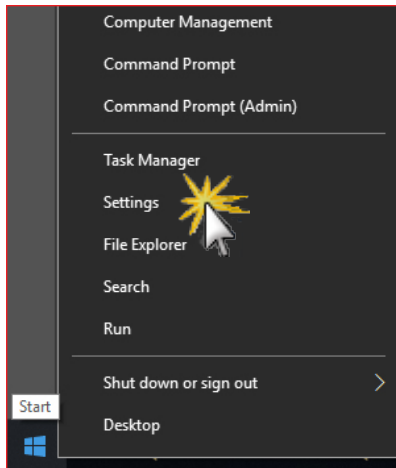 Computer Management
Command Prompt
Command Prompt (Admin)
Task Manager
Settings
File Explorer
Search
Run
Shut down or sign out
Desktop
Start